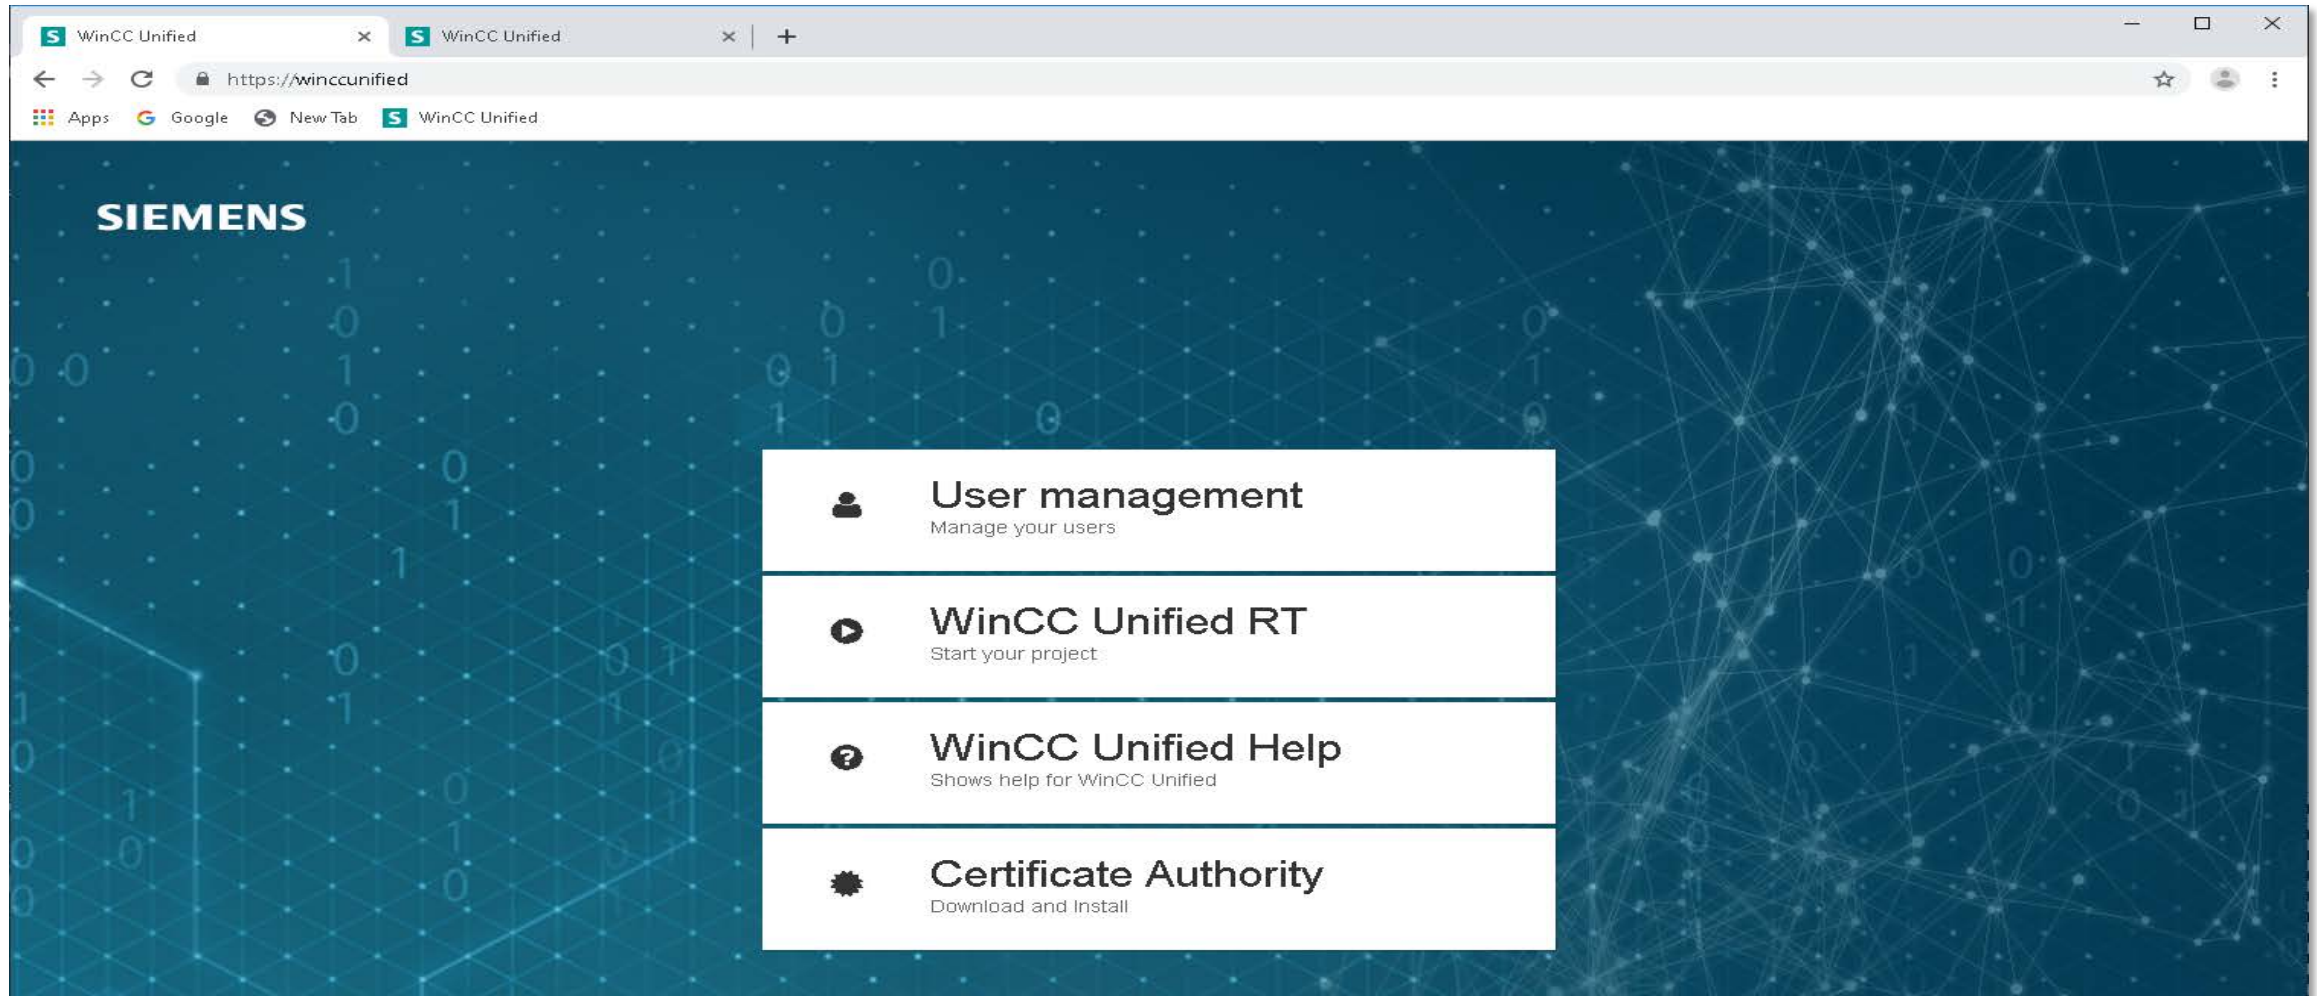 WinCC Unified
WinCC Unified
https://winccunified
Apps Google New Tab WinCC Unified
SIEMENS
User management
Manage your users
WinCC Unified RT
Start your project
WinCC Unified Help
Shows help for WinCC Unified
Certificate Authority
Download and Install